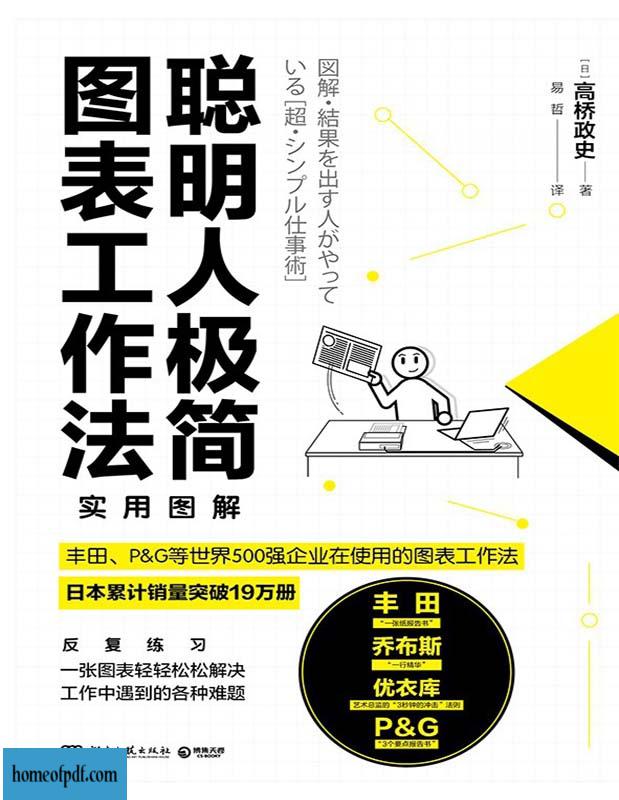 聪明人极简
图表工作法
实用图解
図解・結果を出す人がやって
いる［超・シンプル仕事術］
［日］高桥政史——著
易哲——译
丰田、P&G等世界500强企业在使用的图表工作法
日本累计销量突破19万册
反复练习
一张图表轻轻松松解决
工作中遇到的各种难题
丰田
“一张纸报告书”
乔布斯
“一行精华”
优衣库
艺术总监的“3秒钟的冲击”法则
P&G
“3个要点报告书”
博集天卷
CS-BOOKY
homeofpdf.com